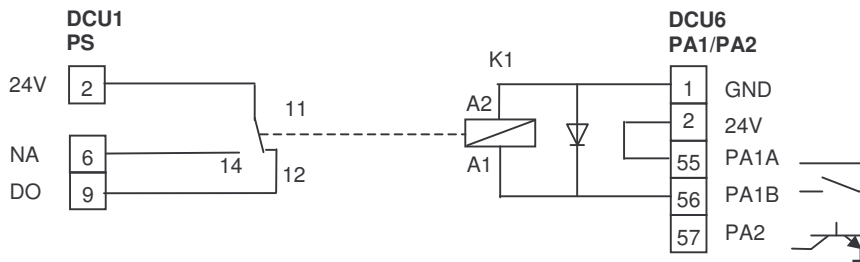 DCU1
PS
24V 2
NA 6
DO 9
11
14
12
K1
A2
A1
DCU6
PA1/PA2
1 GND
2 24V
55 PA1A
56 PA1B
57 PA2